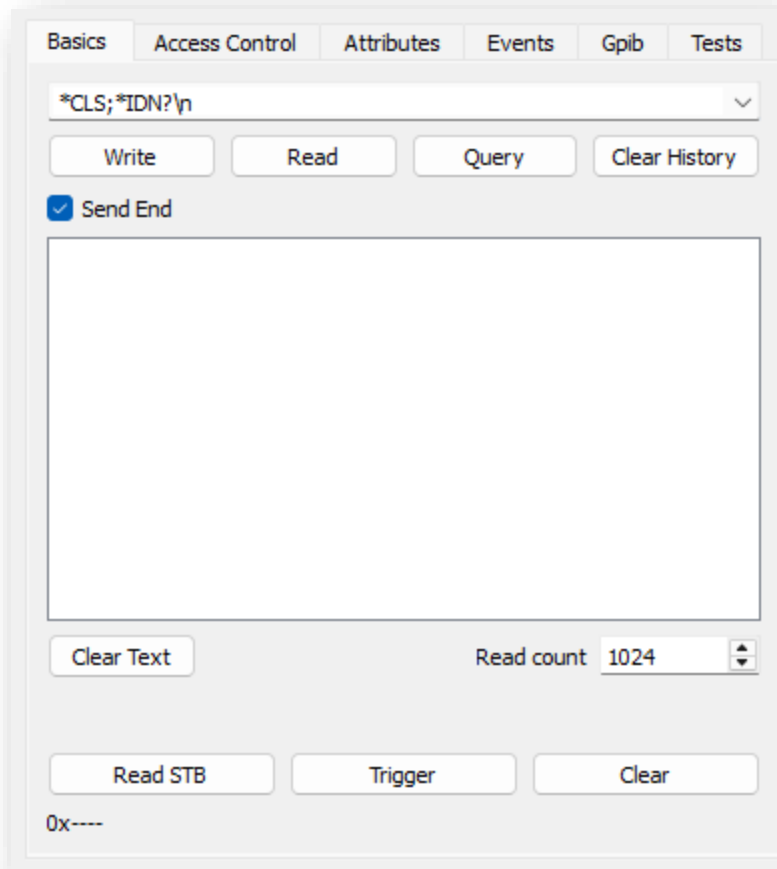 Basics Access Control Attributes Events Gpib Tests
*CLS;*IDN?\n
Write Read Query Clear History
Send End
Clear Text Read count 1024
Read STB Trigger Clear
0x----